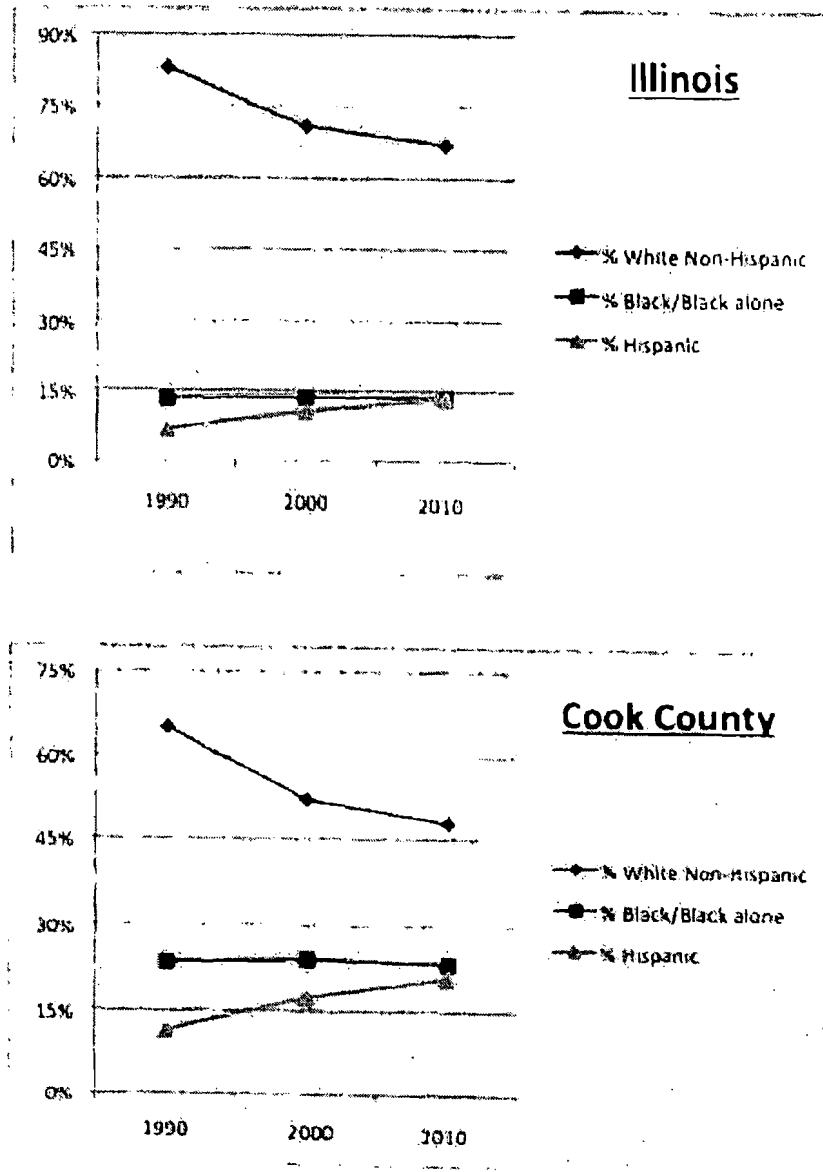 Illinois
90%
75%
60%
45%
30%
15%
0%
1990 2000 2010
% White Non-Hispanic
% Black/Black alone
% Hispanic
Cook County
75%
60%
45%
30%
15%
0%
1990 2000 2010
% White Non-Hispanic
% Black/Black alone
% Hispanic